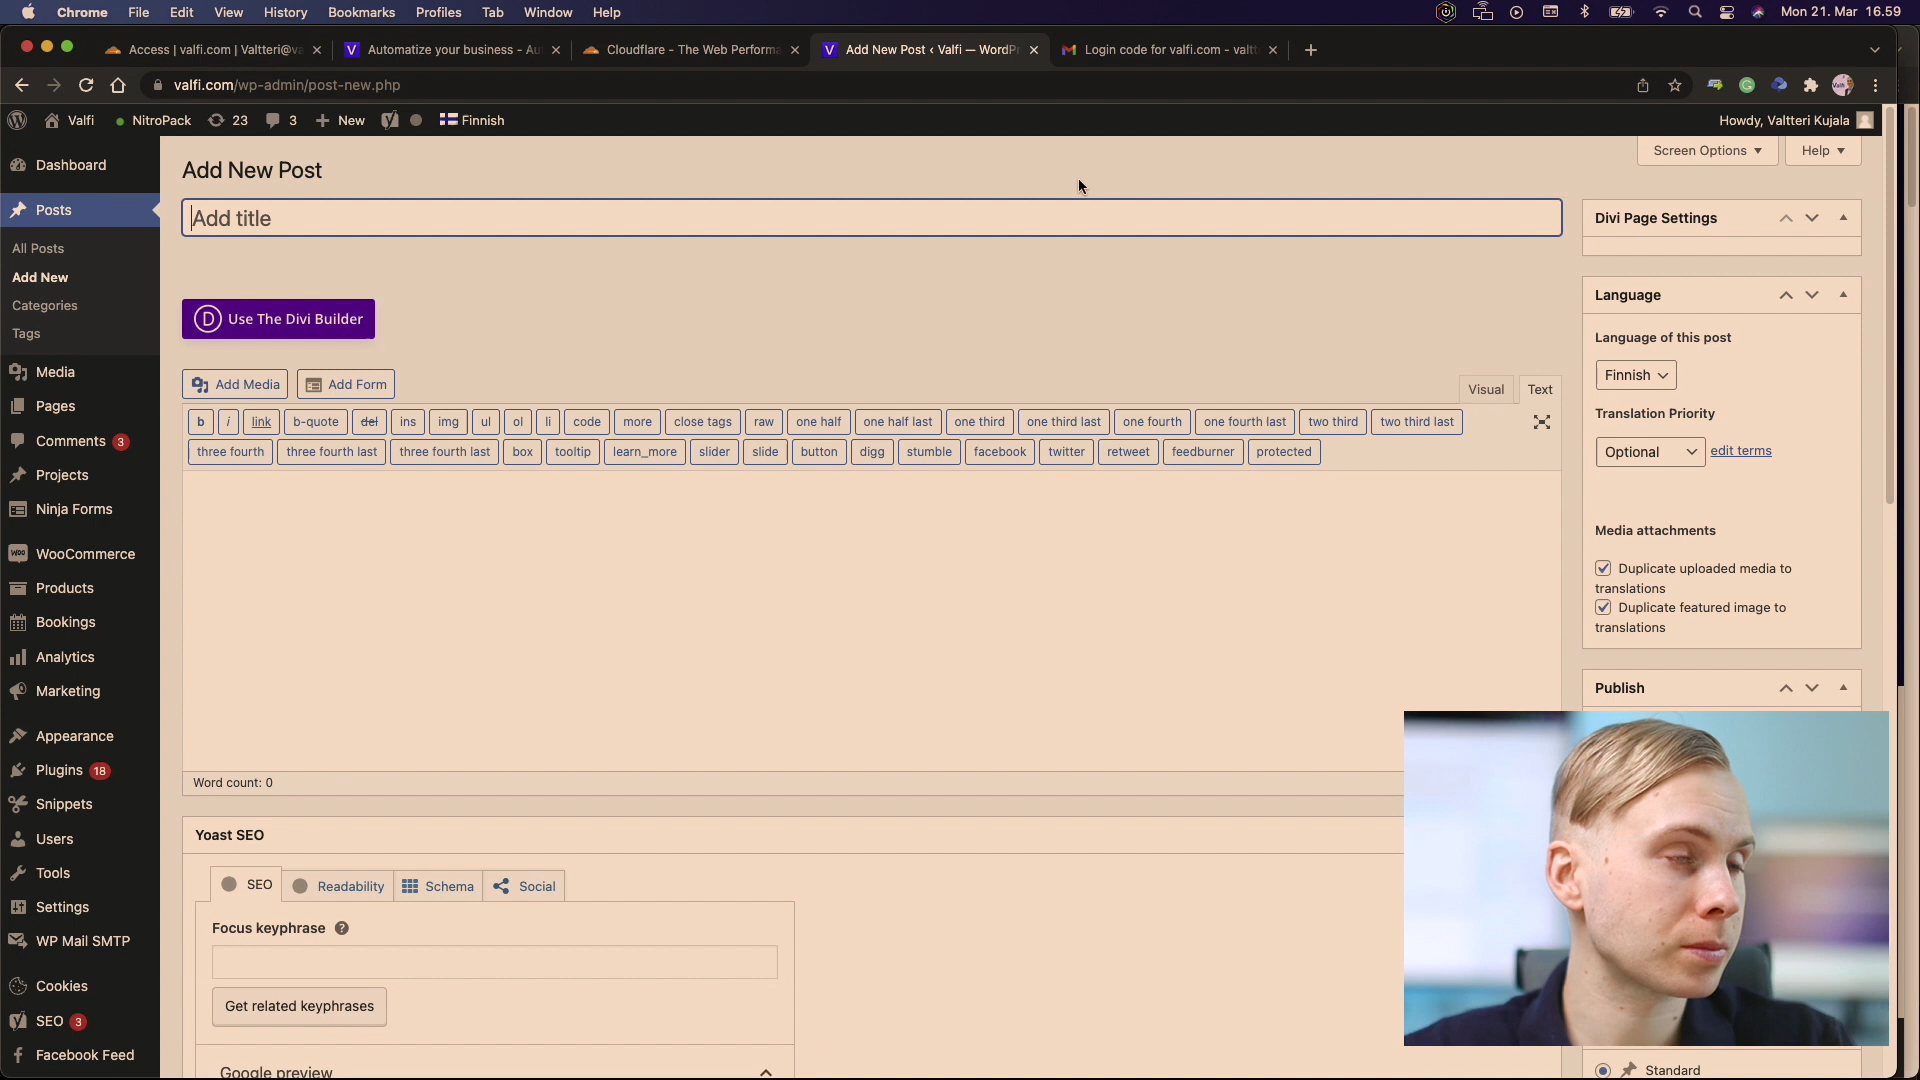 Chrome File Edit View History Bookmarks Profiles Tab Window Help Mon 21. Mar 16.59
Access | valfi.com | Valtteri@va Automatize your business - Au Cloudflare - The Web Performa Add New Post ‹ Valfi — WordPr Login code for valfi.com - valtt
valfi.com/wp-admin/post-new.php
Valfi NitroPack 23 3 New Finnish Howdy, Valtteri Kujala
Screen Options Help
Dashboard
Posts
All Posts
Add New
Categories
Tags
Media
Pages
Comments 3
Projects
Ninja Forms
WooCommerce
Products
Bookings
Analytics
Marketing
Appearance
Plugins 18
Snippets
Users
Tools
Settings
WP Mail SMTP
Cookies
SEO 3
Facebook Feed
Add New Post
Add title
D Use The Divi Builder
Add Media Add Form Visual Text
b i link b-quote del ins img ul ol li code more close tags raw one half one half last one third one third last one fourth one fourth last two third two third last
three fourth three fourth last three fourth last box tooltip learn_more slider slide button digg stumble facebook twitter retweet feedburner protected
Word count: 0
Yoast SEO
SEO Readability Schema Social
Focus keyphrase ?
Get related keyphrases
Google preview
Divi Page Settings
Language
Language of this post
Finnish
Translation Priority
Optional edit terms
Media attachments
Duplicate uploaded media to
translations
Duplicate featured image to
translations
Publish
Standard